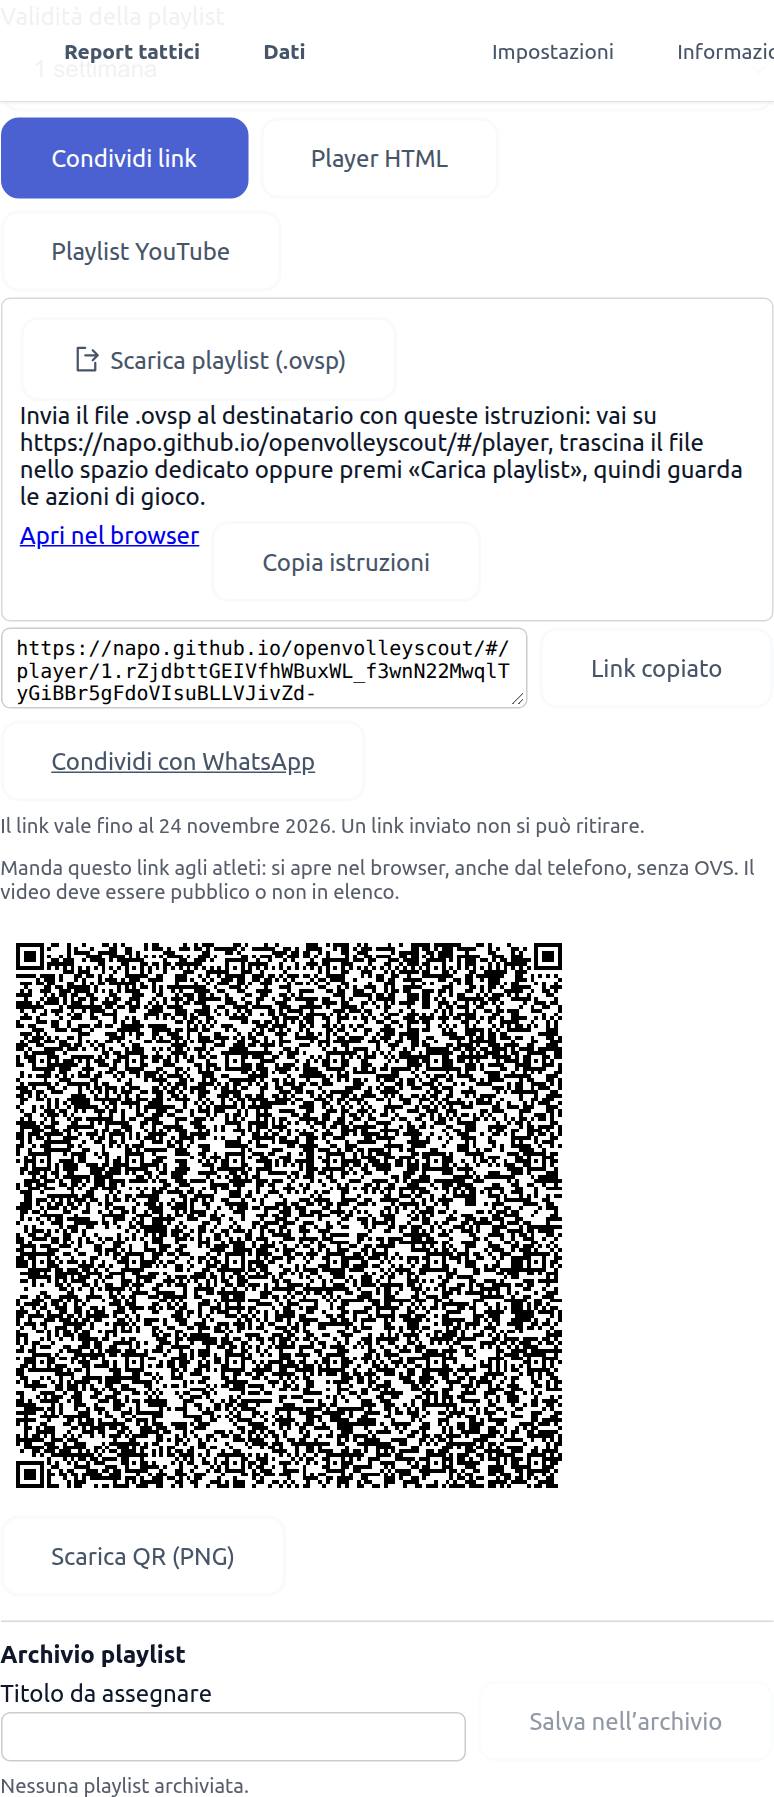 Validità della playlist
Report tattici
Dati
Impostazioni
1 settimana
Condividi link
Player HTML
Playlist YouTube
Scarica playlist (.ovsp)
Invia il file .ovsp al destinatario con queste istruzioni: vai su
https://napo.github.io/openvolleyscout/#/player, trascina il file
nello spazio dedicato oppure premi «Carica playlist», quindi guarda
le azioni di gioco.
Apri nel browser
Copia istruzioni
https://napo.github.io/openvolleyscout/#/
player/1.rZjdbttGEIVfhWBuxWL_f3wnN22MwqlT
yGiBBr5gFdoVIsuBLLVJivZd-
Link copiato
Condividi con WhatsApp
Il link vale fino al 24 novembre 2026. Un link inviato non si può ritirare.
Manda questo link agli atleti: si apre nel browser, anche dal telefono, senza OVS. Il
video deve essere pubblico o non in elenco.
Scarica QR (PNG)
Archivio playlist
Titolo da assegnare
Salva nell’archivio
Nessuna playlist archiviata.